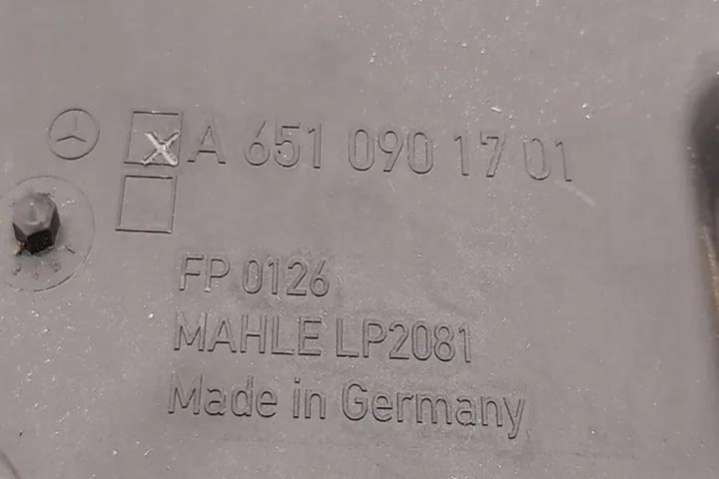 X A 651 090 17 01
FP 0126
MAHLE LP2081
Made in Germany